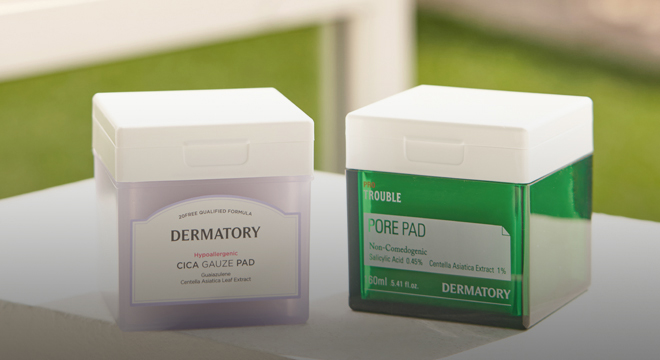 20FREE QUALIFIED FORMULA
DERMATORY
Hypoallergenic
CICA GAUZE PAD
Guaiazulene
Centella Asiatica Leaf Extract
TROUBLE
PORE PAD
Non-Comedogenic
Salicylic Acid 0.45% Centella Asiatica Extract 1%
60ml 5.41 fl.oz.
DERMATORY